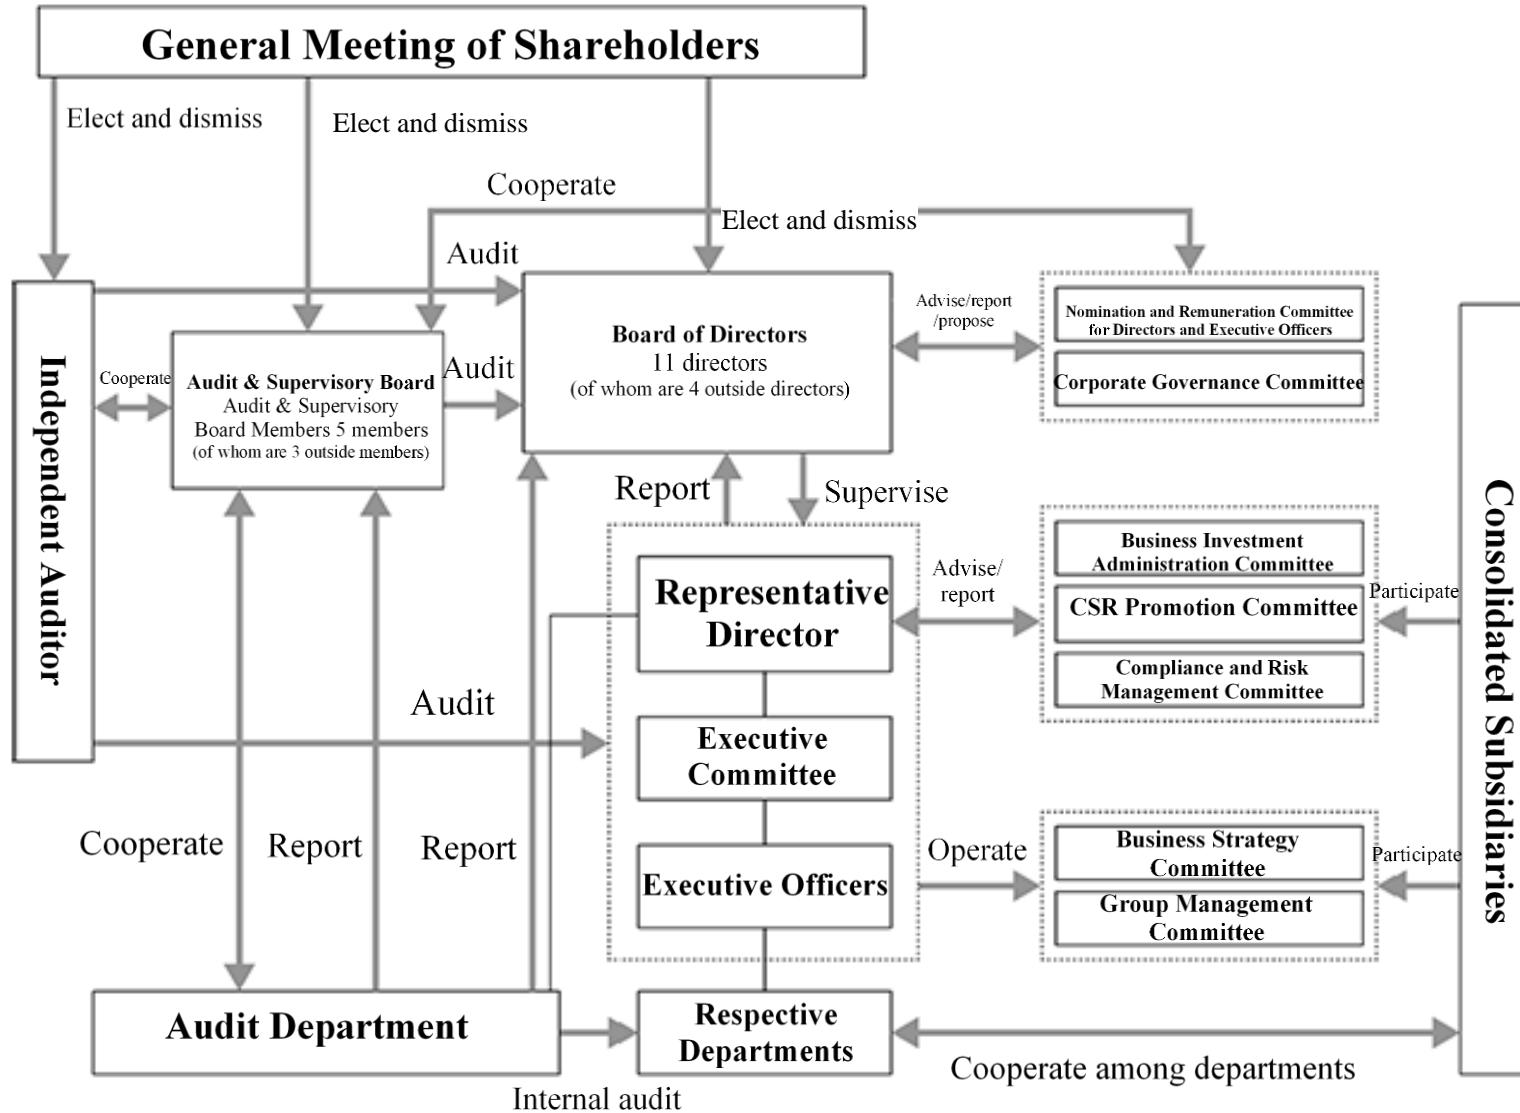 General Meeting of Shareholders
Elect and dismiss
Elect and dismiss
Cooperate
Elect and dismiss
Audit
Independent Auditor
Cooperate
Audit & Supervisory Board
Audit & Supervisory
Board Members 5 members
(of whom are 3 outside members)
Audit
Board of Directors
11 directors
(of whom are 4 outside directors)
Advise/report
/propose
Nomination and Remuneration Committee
for Directors and Executive Officers
Corporate Governance Committee
Report
Supervise
Representative
Director
Advise/
report
Business Investment
Administration Committee
CSR Promotion Committee
Compliance and Risk
Management Committee
Participate
Consolidated Subsidiaries
Audit
Executive
Committee
Cooperate
Report
Report
Executive Officers
Operate
Business Strategy
Committee
Group Management
Committee
Participate
Audit Department
Internal audit
Respective
Departments
Cooperate among departments